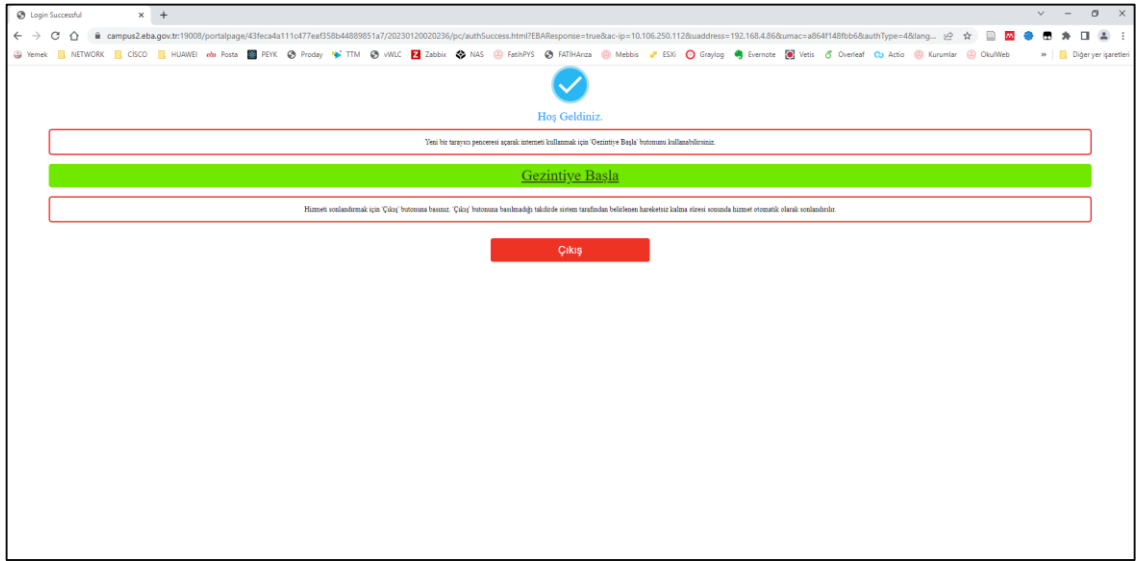 Login Successful
campus2.eba.gov.tr:19008/portalpage/43feca4a111c477eaf358b44889851a7/20230120020236/pc/authSuccess.html?EBAResponse=true&ac-ip=10.106.250.112&uaddress=192.168.4.86&umac=a864f148fbb6&authType=4&lang...
Yemek NETWORK CISCO HUAWEI eba Posta PEYK Proday TTM vWLC Z Zabbix NAS FatihPYS FATİHArıza Mebbis ESXi Graylog Evernote Vetis Overleaf Actio Kurumlar OkulWeb » Diğer yer işaretleri
Hoş Geldiniz.
Yeni bir tarayıcı penceresi açarak interneti kullanmak için 'Gezintiye Başla' butonunu kullanabilirsiniz.
Gezintiye Başla
Hizmeti sonlandırmak için 'Çıkış' butonuna basınız. 'Çıkış' butonuna basılmadığı takdirde sistem tarafından belirlenen hareketsiz kalma süresi sonunda hizmet otomatik olarak sonlandırılır.
Çıkış